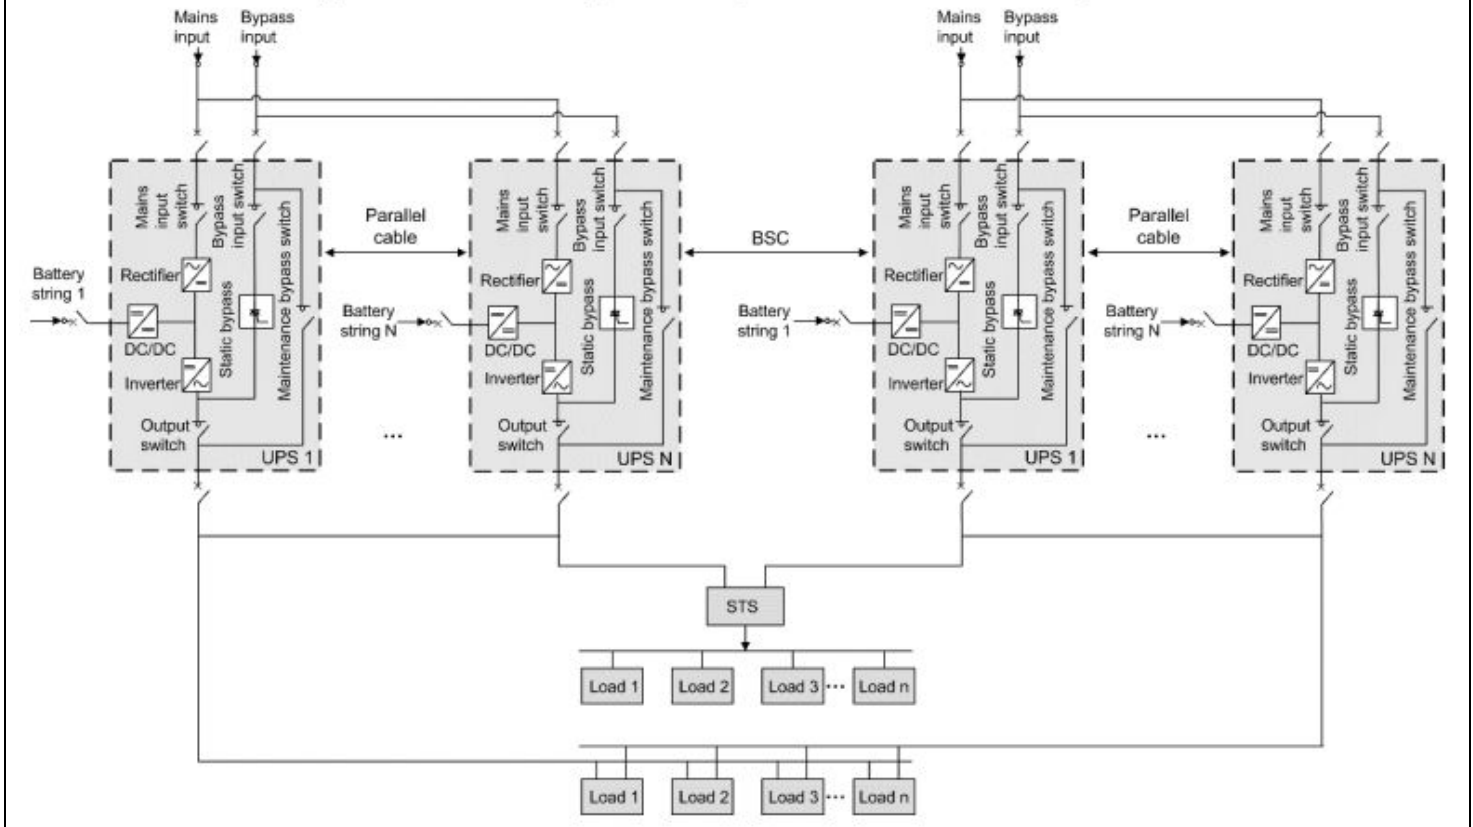 Mains
input
Bypass
input
Mains
input
Bypass
input
Mains
input
switch
Bypass
input switch
Rectifier
Battery
string 1
DC/DC
Inverter
Static bypass
Maintenance bypass switch
Output
switch
UPS 1
Parallel
cable
...
Mains
input
switch
Bypass
input switch
Rectifier
Battery
string N
DC/DC
Inverter
Static bypass
Maintenance bypass switch
Output
switch
UPS N
BSC
Mains
input
switch
Bypass
input switch
Rectifier
Battery
string 1
DC/DC
Inverter
Static bypass
Maintenance bypass switch
Output
switch
UPS 1
Parallel
cable
...
Mains
input
switch
Bypass
input switch
Rectifier
Battery
string N
DC/DC
Inverter
Static bypass
Maintenance bypass switch
Output
switch
UPS N
STS
Load 1
Load 2
Load 3
...
Load n
Load 1
Load 2
Load 3
...
Load n